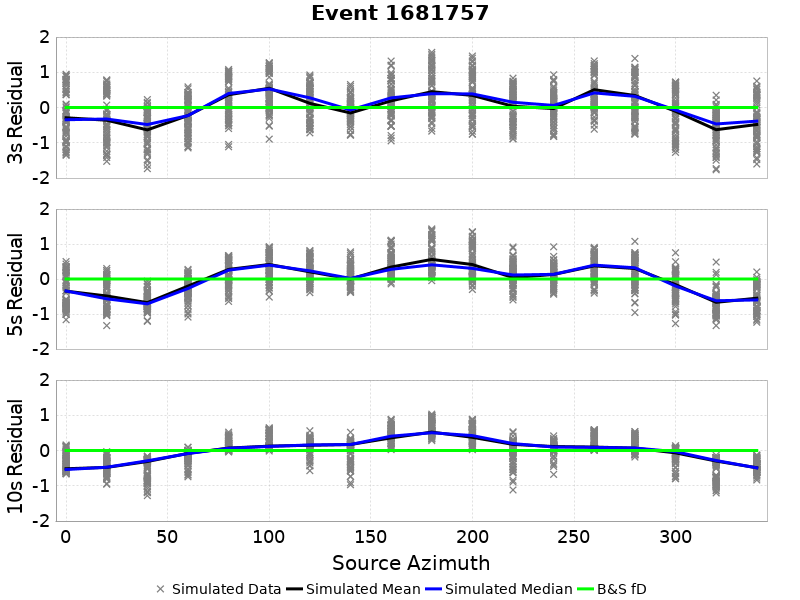 Event 1681757
3s Residual
2
1
0
-1
-2
5s Residual
2
1
0
-1
-2
10s Residual
2
1
0
-1
-2
0 50 100 150 200 250 300
Source Azimuth
Simulated Data Simulated Mean Simulated Median B&S fD